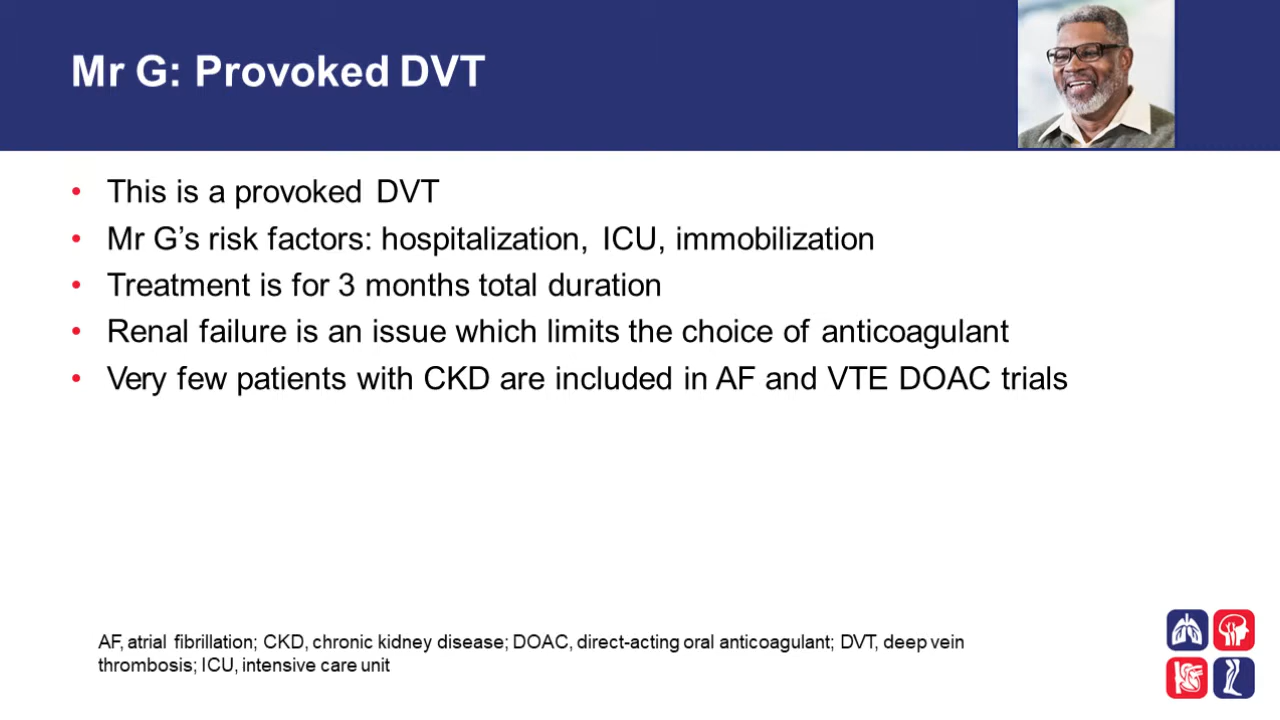 Mr G: Provoked DVT
• This is a provoked DVT
• Mr G’s risk factors: hospitalization, ICU, immobilization
• Treatment is for 3 months total duration
• Renal failure is an issue which limits the choice of anticoagulant
• Very few patients with CKD are included in AF and VTE DOAC trials
AF, atrial fibrillation; CKD, chronic kidney disease; DOAC, direct-acting oral anticoagulant; DVT, deep vein
thrombosis; ICU, intensive care unit